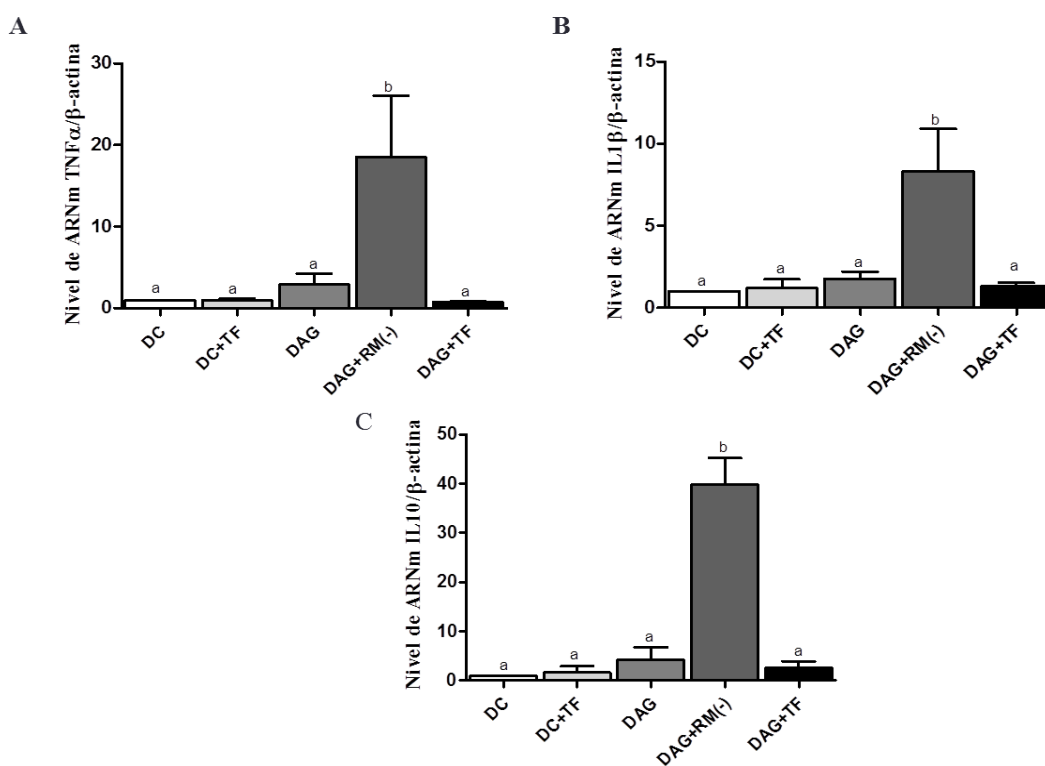 A
Nivel de ARNm TNFα/β-actina
30
20
10
0
a
a
a
b
a
DC
DC+TF
DAG
DAG+RM(-)
DAG+TF
B
Nivel de ARNm IL1β/β-actina
15
10
5
0
a
a
a
b
a
DC
DC+TF
DAG
DAG+RM(-)
DAG+TF
C
Nivel de ARNm IL10/β-actina
50
40
30
20
10
0
a
a
a
b
a
DC
DC+TF
DAG
DAG+RM(-)
DAG+TF